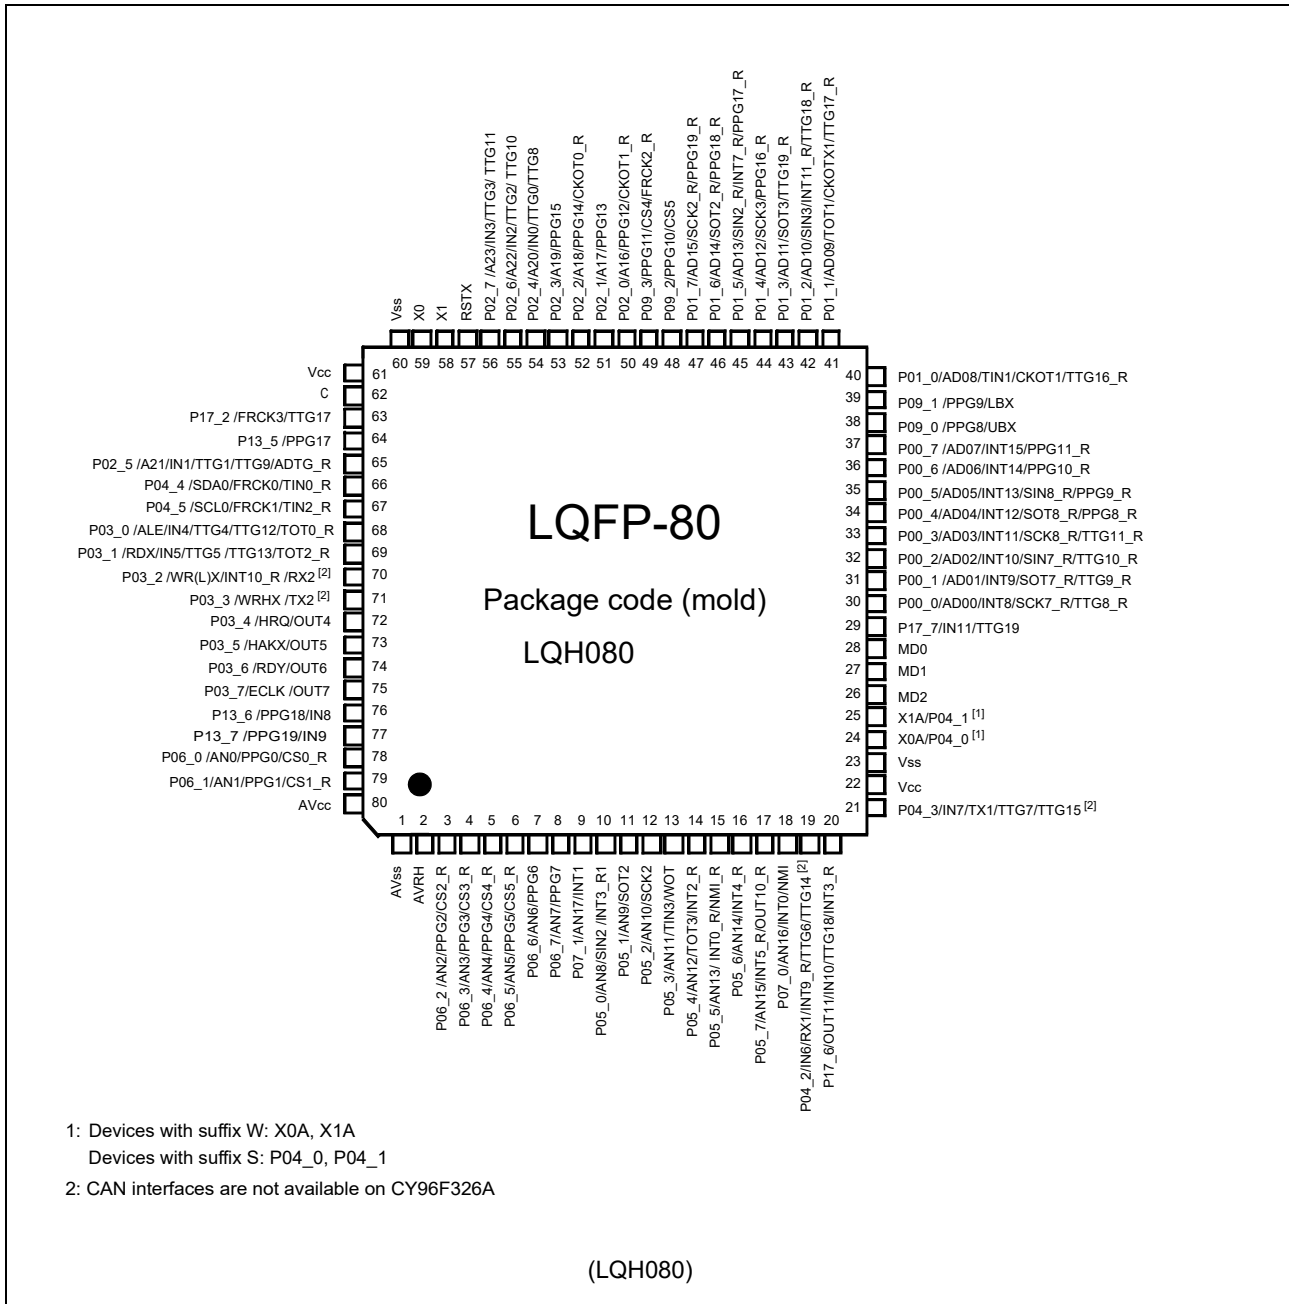 P02_7 /A23/IN3/TTG3/ TTG11
P02_6/A22/IN2/TTG2/ TTG10
P02_4/A20/IN0/TTG0/TTG8
P02_3/A19/PPG15
P02_2/A18/PPG14/CKOT0_R
P02_1/A17/PPG13
P02_0/A16/PPG12/CKOT1_R
P09_3/PPG11/CS4/FRCK2_R
P09_2/PPG10/CS5
P01_7/AD15/SCK2_R/PPG19_R
P01_6/AD14/SOT2_R/PPG18_R
P01_5/AD13/SIN2_R/INT7_R/PPG17_R
P01_4/AD12/SCK3/PPG16_R
P01_3/AD11/SOT3/TTG19_R
P01_2/AD10/SIN3/INT11_R/TTG18_R
P01_1/AD09/TOT1/CKOTX1/TTG17_R
Vss
X0
X1
RSTX
60 59 58 57 56 55 54 53 52 51 50 49 48 47 46 45 44 43 42 41
Vcc 61
C 62
P17_2 /FRCK3/TTG17 63
P13_5 /PPG17 64
P02_5 /A21/IN1/TTG1/TTG9/ADTG_R 65
P04_4 /SDA0/FRCK0/TIN0_R 66
P04_5 /SCL0/FRCK1/TIN2_R 67
P03_0 /ALE/IN4/TTG4/TTG12/TOT0_R 68
P03_1 /RDX/IN5/TTG5 /TTG13/TOT2_R 69
P03_2 /WR(L)X/INT10_R /RX2 [2] 70
P03_3 /WRHX /TX2 [2] 71
P03_4 /HRQ/OUT4 72
P03_5 /HAKX/OUT5 73
P03_6 /RDY/OUT6 74
P03_7/ECLK /OUT7 75
P13_6 /PPG18/IN8 76
P13_7 /PPG19/IN9 77
P06_0 /AN0/PPG0/CS0_R 78
P06_1/AN1/PPG1/CS1_R 79
AVcc 80
LQFP-80
Package code (mold)
LQH080
40 P01_0/AD08/TIN1/CKOT1/TTG16_R
39 P09_1 /PPG9/LBX
38 P09_0 /PPG8/UBX
37 P00_7 /AD07/INT15/PPG11_R
36 P00_6 /AD06/INT14/PPG10_R
35 P00_5/AD05/INT13/SIN8_R/PPG9_R
34 P00_4/AD04/INT12/SOT8_R/PPG8_R
33 P00_3/AD03/INT11/SCK8_R/TTG11_R
32 P00_2/AD02/INT10/SIN7_R/TTG10_R
31 P00_1 /AD01/INT9/SOT7_R/TTG9_R
30 P00_0/AD00/INT8/SCK7_R/TTG8_R
29 P17_7/IN11/TTG19
28 MD0
27 MD1
26 MD2
25 X1A/P04_1 [1]
24 X0A/P04_0 [1]
23 Vss
22 Vcc
21 P04_3/IN7/TX1/TTG7/TTG15 [2]
1 2 3 4 5 6 7 8 9 10 11 12 13 14 15 16 17 18 19 20
AVss
AVRH
P06_2 /AN2/PPG2/CS2_R
P06_3/AN3/PPG3/CS3_R
P06_4/AN4/PPG4/CS4_R
P06_5/AN5/PPG5/CS5_R
P06_6/AN6/PPG6
P06_7/AN7/PPG7
P07_1/AN17/INT1
P05_0/AN8/SIN2 /INT3_R1
P05_1/AN9/SOT2
P05_2/AN10/SCK2
P05_3/AN11/TIN3/WOT
P05_4/AN12/TOT3/INT2_R
P05_5/AN13/ INT0_R/NMI_R
P05_6/AN14/INT4_R
P05_7/AN15/INT5_R/OUT10_R
P07_0/AN16/INT0/NMI
P04_2/IN6/RX1/INT9_R/TTG6/TTG14 [2]
P17_6/OUT11/IN10/TTG18/INT3_R
1: Devices with suffix W: X0A, X1A
Devices with suffix S: P04_0, P04_1
2: CAN interfaces are not available on CY96F326A
(LQH080)